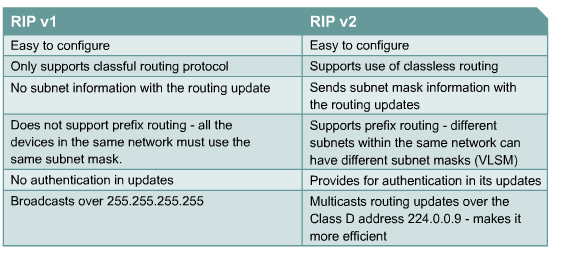 RIP v1 RIP v2
Easy to configure Easy to configure
Only supports classful routing protocol Supports use of classless routing
No subnet information with the routing update Sends subnet mask information with
the routing updates
Does not support prefix routing - all the Supports prefix routing - different
devices in the same network must use the subnets within the same network can
same subnet mask. have different subnet masks (VLSM)
No authentication in updates Provides for authentication in its updates
Broadcasts over 255.255.255.255 Multicasts routing updates over the
Class D address 224.0.0.9 - makes it
more efficient